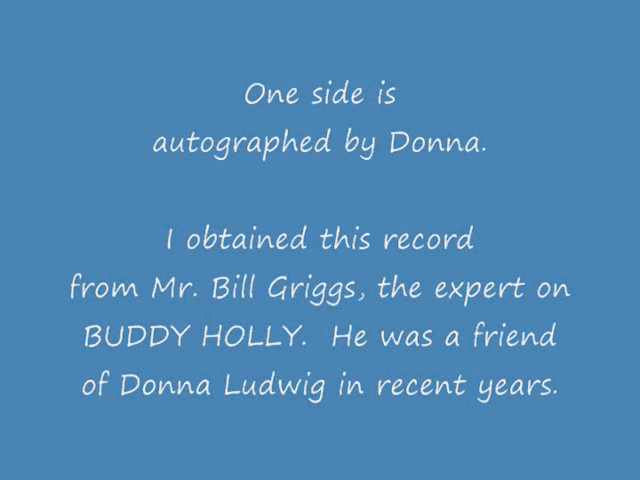 One side is
autographed by Donna.
I obtained this record
from Mr. Bill Griggs, the expert on
BUDDY HOLLY.  He was a friend
of Donna Ludwig in recent years.